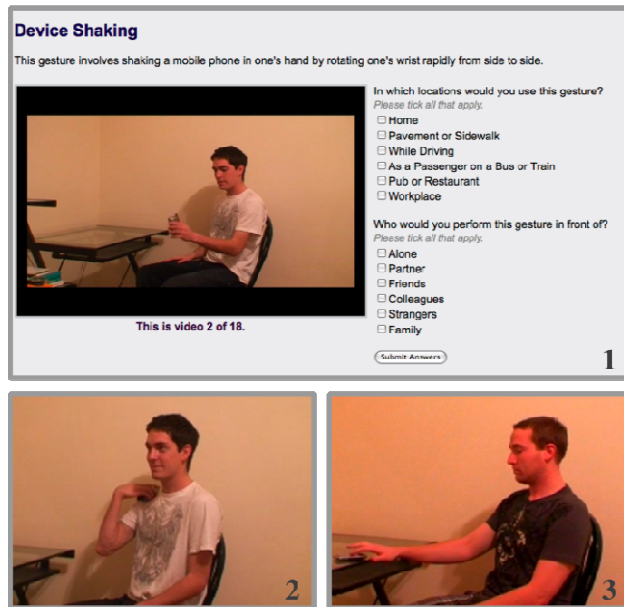 Device Shaking
This gesture involves shaking a mobile phone in one's hand by rotating one's wrist rapidly from side to side.
In which locations would you use this gesture?
Please tick all that apply.
Home
Pavement or Sidewalk
While Driving
As a Passenger on a Bus or Train
Pub or Restaurant
Workplace
Who would you perform this gesture in front of?
Please tick all that apply.
Alone
Partner
Friends
Colleagues
Strangers
Family
This is video 2 of 18.
Submit Answers
1
2
3